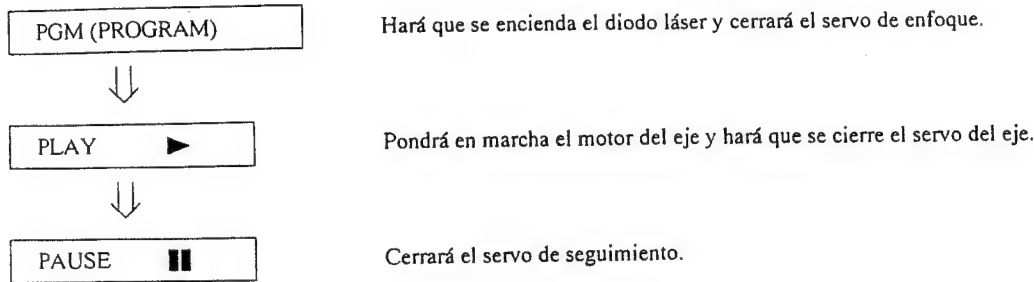 PGM (PROGRAM)
Hará que se encienda el diodo láser y cerrará el servo de enfoque.
PLAY
Pondrá en marcha el motor del eje y hará que se cierre el servo del eje.
PAUSE
Cerrará el servo de seguimiento.